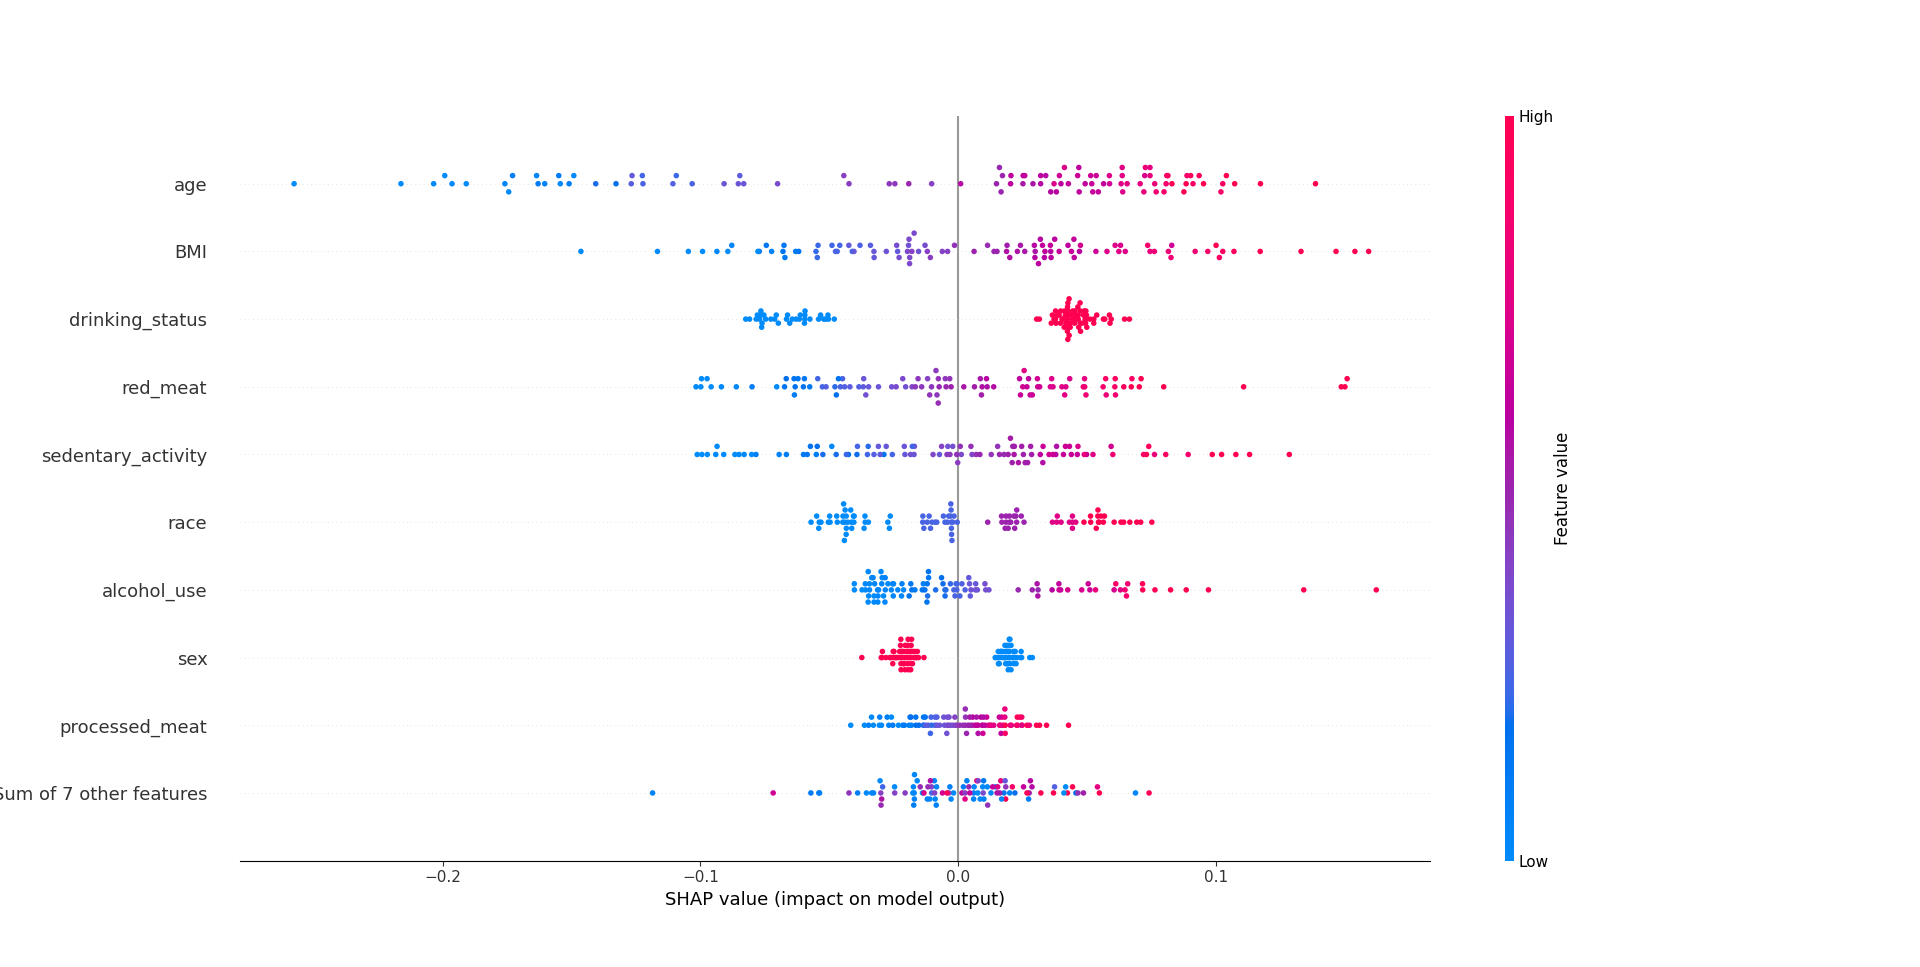 High
age
BMI
drinking_status
red_meat
sedentary_activity
race
alcohol_use
sex
processed_meat
Sum of 7 other features
Feature value
Low
−0.2
−0.1
0.0
0.1
SHAP value (impact on model output)